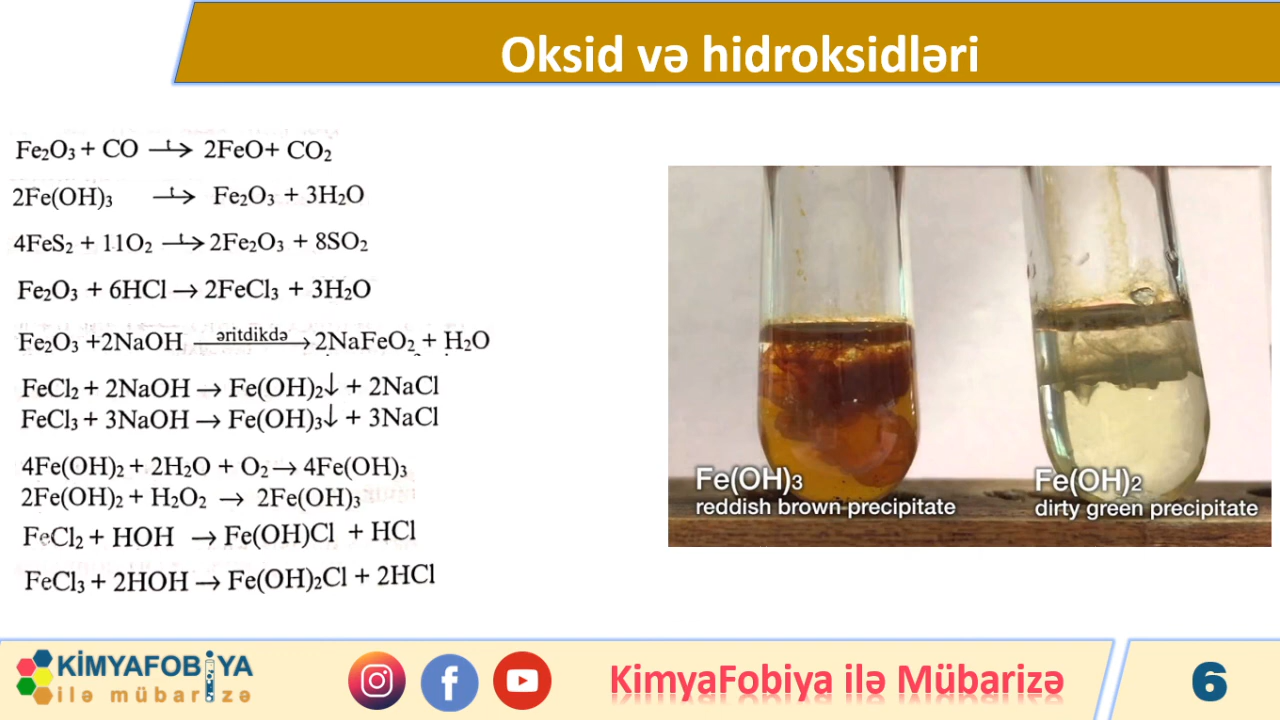 Oksid və hidroksidləri
Fe₂O₃ + CO —t→ 2FeO+ CO₂
2Fe(OH)₃ —t→ Fe₂O₃ + 3H₂O
4FeS₂ + 11O₂ —t→ 2Fe₂O₃ + 8SO₂
Fe₂O₃ + 6HCl → 2FeCl₃ + 3H₂O
Fe₂O₃ +2NaOH —əritdikdə→ 2NaFeO₂ + H₂O
FeCl₂ + 2NaOH → Fe(OH)₂↓ + 2NaCl
FeCl₃ + 3NaOH → Fe(OH)₃↓ + 3NaCl
4Fe(OH)₂ + 2H₂O + O₂ → 4Fe(OH)₃
2Fe(OH)₂ + H₂O₂ → 2Fe(OH)₃
FeCl₂ + HOH → Fe(OH)Cl + HCl
FeCl₃ + 2HOH → Fe(OH)₂Cl + 2HCl
Fe(OH)₃
reddish brown precipitate
Fe(OH)₂
dirty green precipitate
KİMYAFOBİYA
ilə mübarizə
KimyaFobiya ilə Mübarizə
6